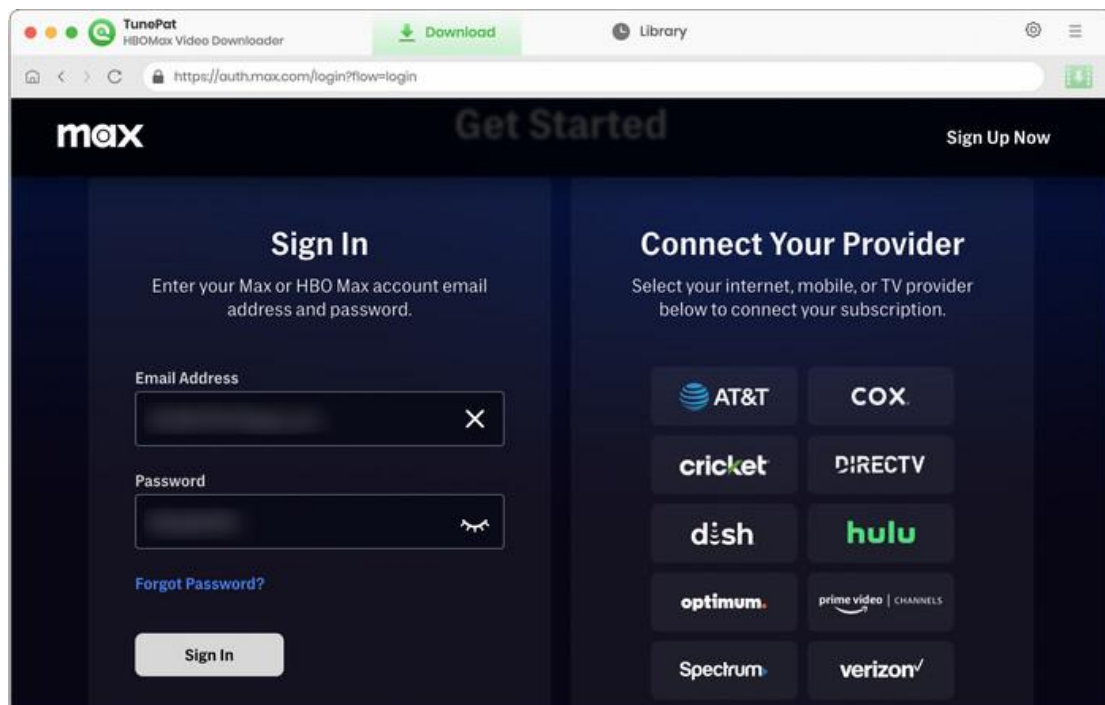 TunePat
HBOMax Video Downloader
Download
Library
https://auth.max.com/login?flow=login
max
Get Started
Sign Up Now
Sign In
Enter your Max or HBO Max account email
address and password.
Email Address
Password
Forgot Password?
Sign In
Connect Your Provider
Select your internet, mobile, or TV provider
below to connect your subscription.
AT&T
COX
cricket
DIRECTV
dish
hulu
optimum.
prime video | CHANNELS
Spectrum
verizon